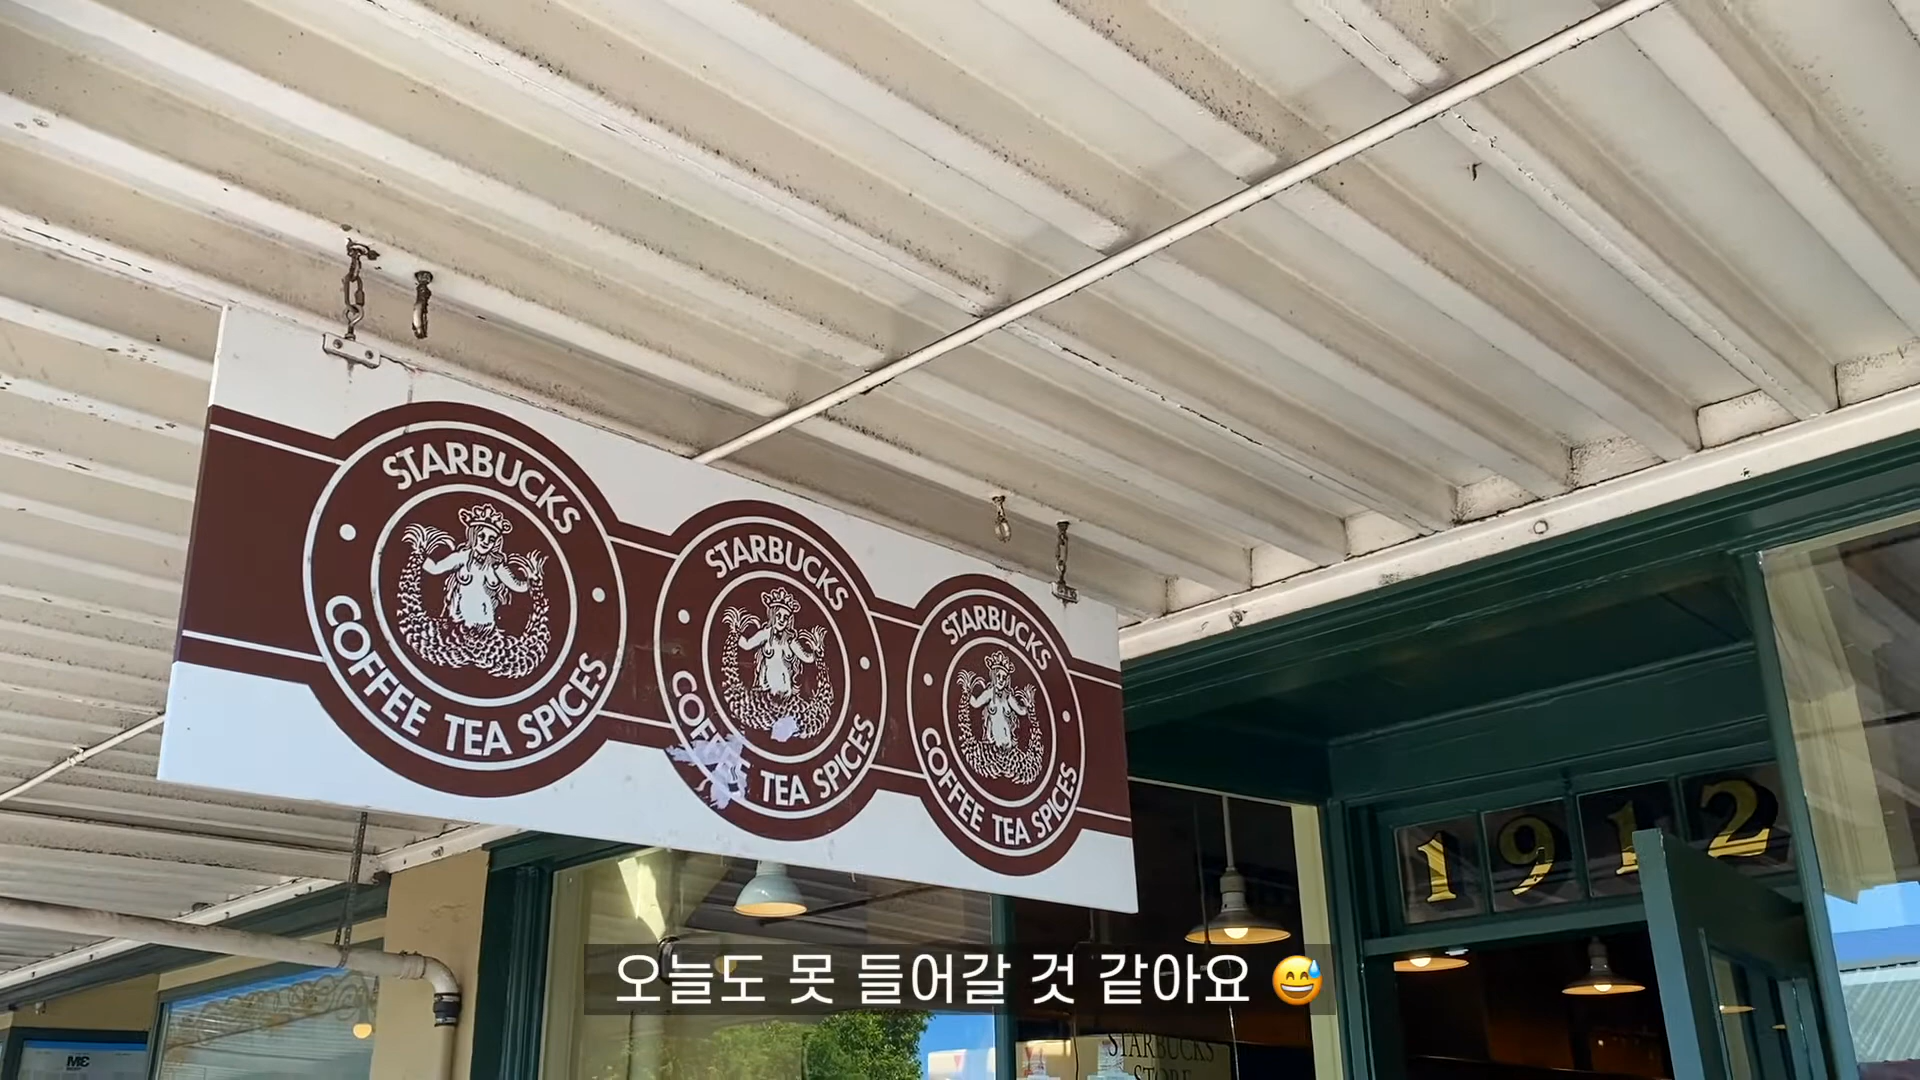 STARBUCKS
COFFEE TEA SPICES
STARBUCKS
COFFEE TEA SPICES
STARBUCKS
COFFEE TEA SPICES
1912
오늘도 못 들어갈 것 같아요 😅
STARBUCKS
STORE